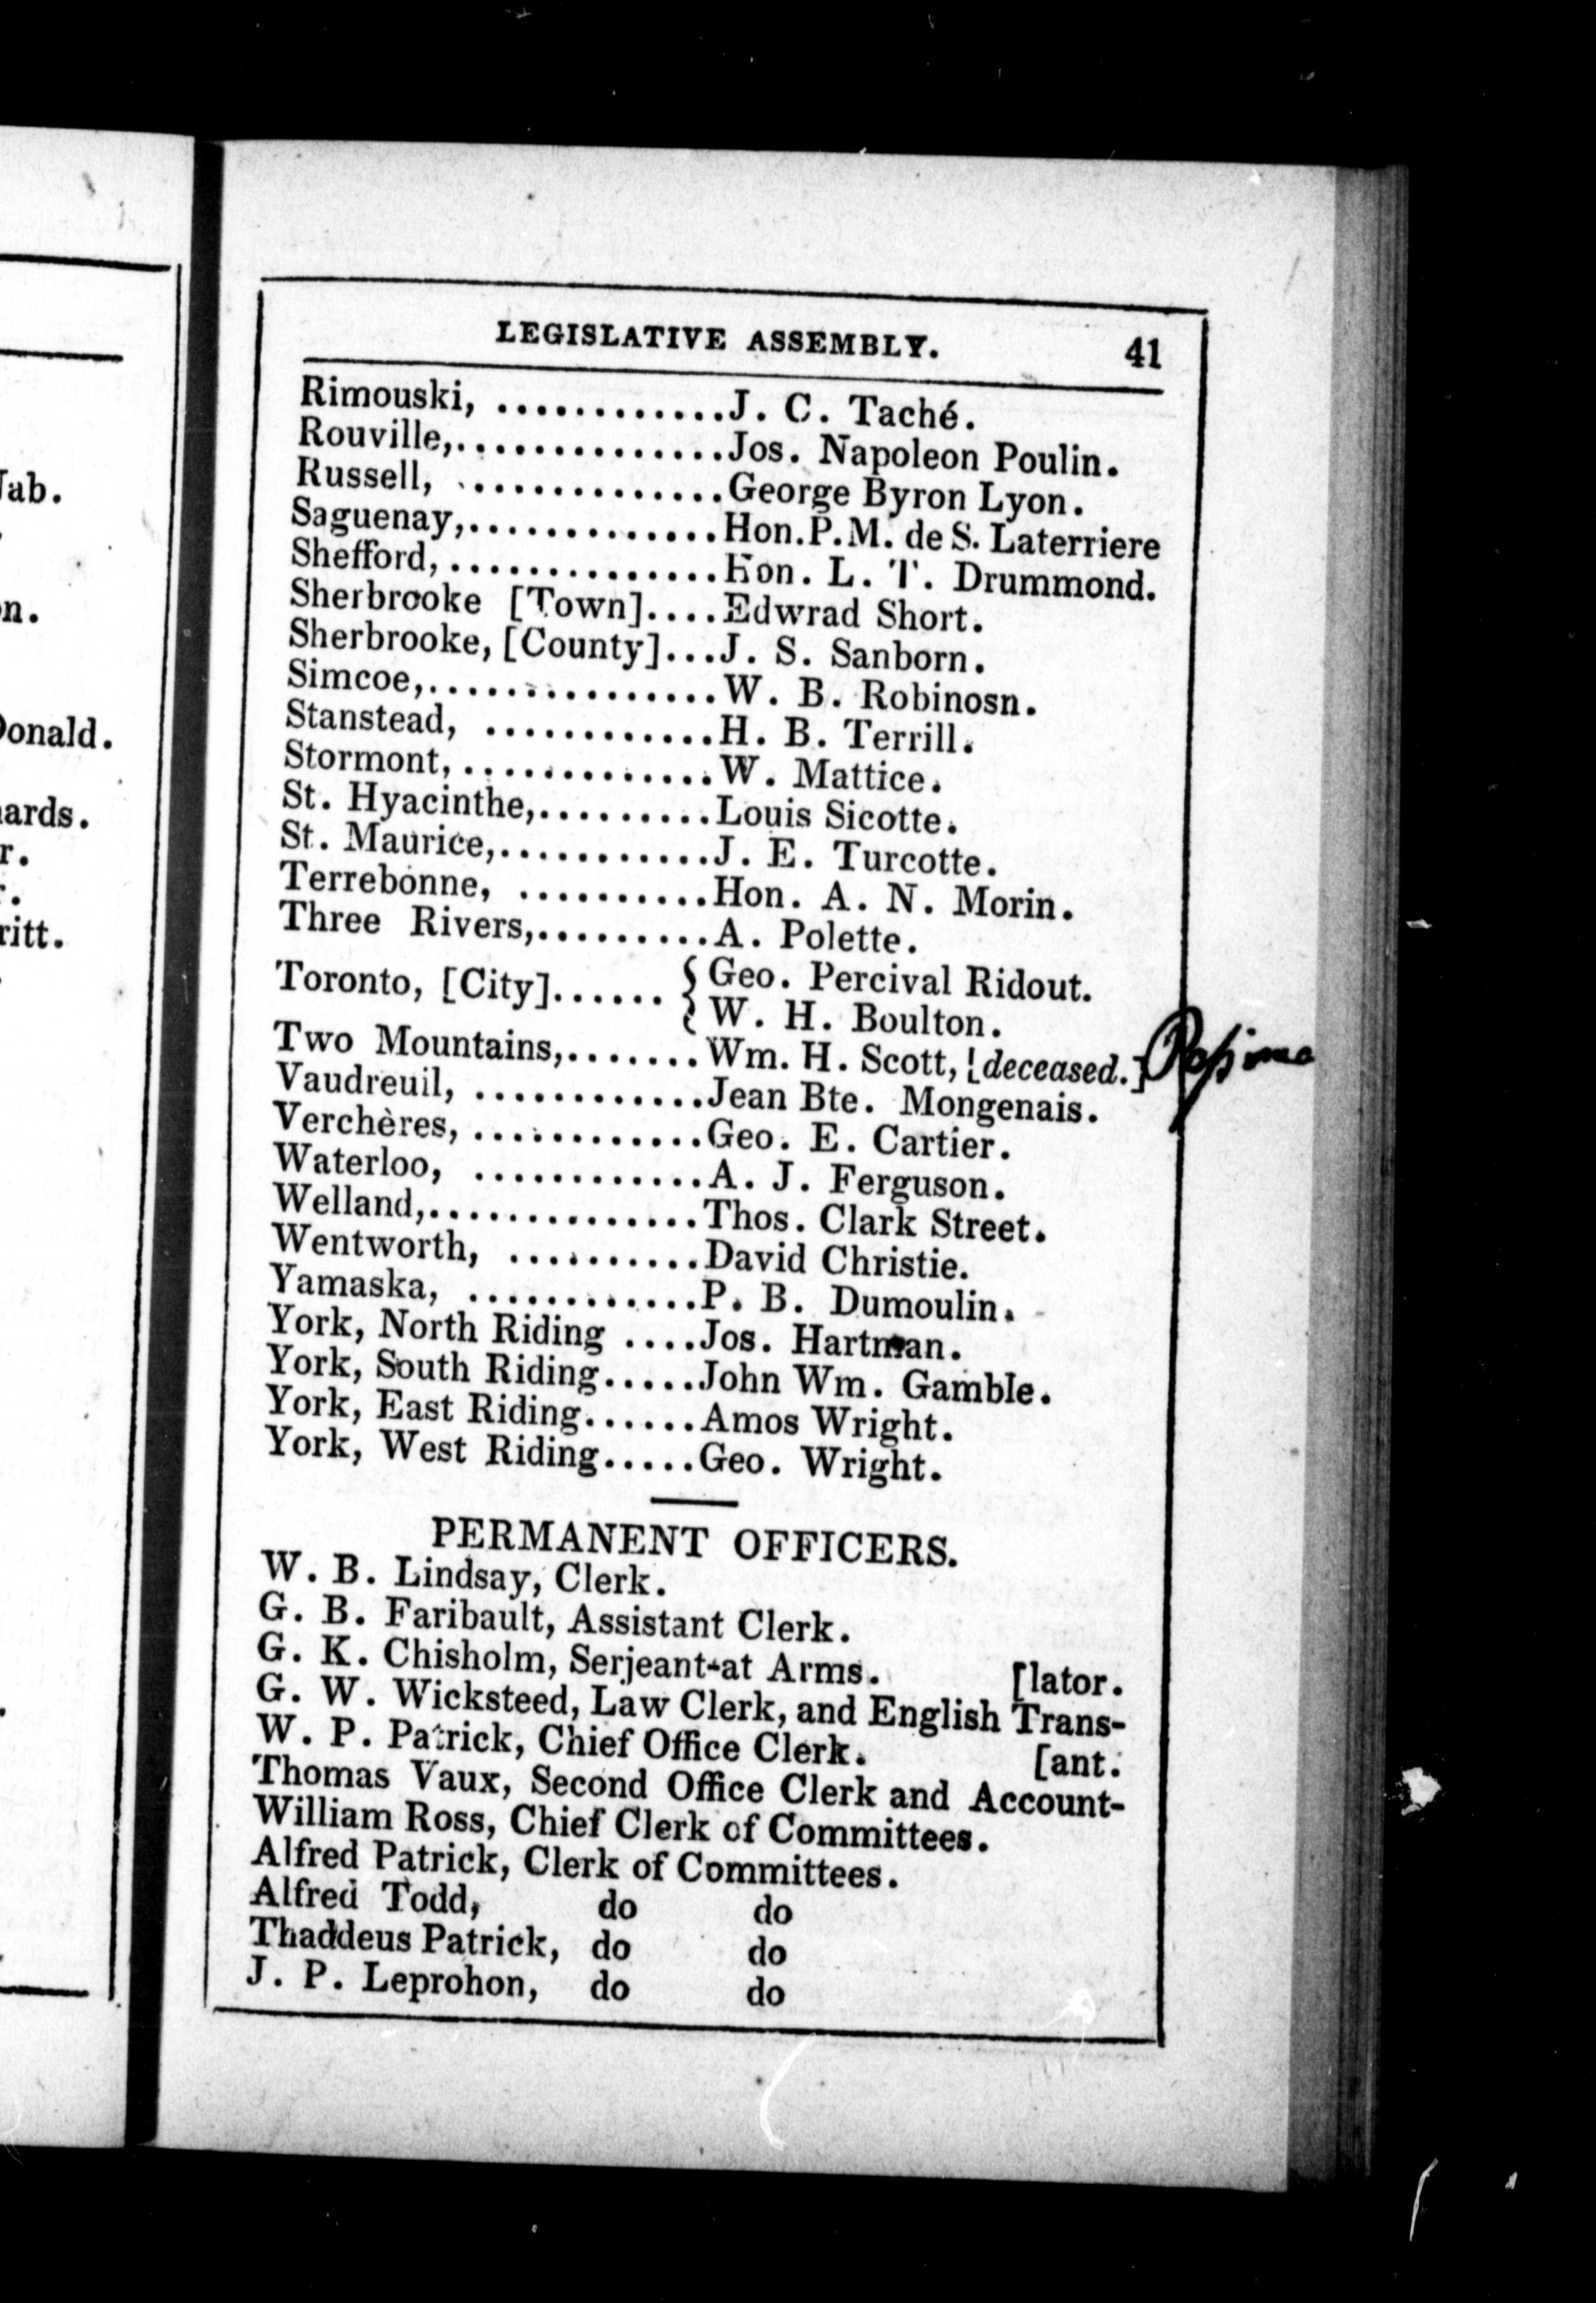 LEGISLATIVE ASSEMBLY. 41
Rimouski, ............J. C. Taché.
Rouville,..............Jos. Napoleon Poulin.
Russell, ..............George Byron Lyon.
Saguenay,.............Hon.P.M. de S. Laterriere
Shefford, ..............Hon. L. T. Drummond.
Sherbrooke [Town]....Edwrad Short.
Sherbrooke, [County]...J. S. Sanborn.
Simcoe,...............W. B. Robinosn.
Stanstead, ............H. B. Terrill.
Stormont, .............W. Mattice.
St. Hyacinthe,.........Louis Sicotte.
St. Maurice,...........J. E. Turcotte.
Terrebonne, ..........Hon. A. N. Morin.
Three Rivers,.........A. Polette.
Toronto, [City]...... { Geo. Percival Ridout.
W. H. Boulton.
Two Mountains,.......Wm. H. Scott, [deceased.]
Vaudreuil, ............Jean Bte. Mongenais.
Verchères, ............Geo. E. Cartier.
Waterloo, ............A. J. Ferguson.
Welland,..............Thos. Clark Street.
Wentworth, ..........David Christie.
Yamaska, ............P. B. Dumoulin.
York, North Riding ....Jos. Hartman.
York, South Riding.....John Wm. Gamble.
York, East Riding......Amos Wright.
York, West Riding.....Geo. Wright.
PERMANENT OFFICERS.
W. B. Lindsay, Clerk.
G. B. Faribault, Assistant Clerk.
G. K. Chisholm, Serjeant-at Arms. [lator.
G. W. Wicksteed, Law Clerk, and English Trans-
W. P. Patrick, Chief Office Clerk. [ant.
Thomas Vaux, Second Office Clerk and Account-
William Ross, Chief Clerk of Committees.
Alfred Patrick, Clerk of Committees.
Alfred Todd, do do
Thaddeus Patrick, do do
J. P. Leprohon, do do